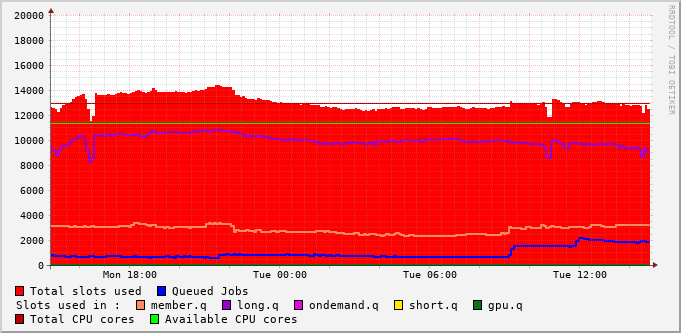 RRDTOOL / TOBI OETIKER
20000
18000
16000
14000
12000
10000
8000
6000
4000
2000
0
Mon 18:00 Tue 00:00 Tue 06:00 Tue 12:00
Total slots used Queued Jobs
Slots used in : member.q long.q ondemand.q short.q gpu.q
Total CPU cores Available CPU cores